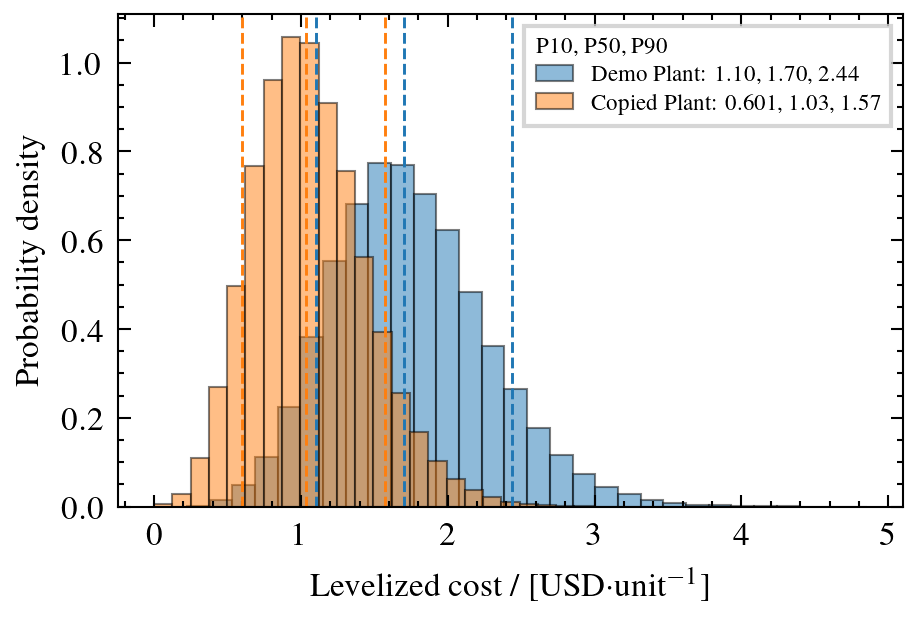 P10, P50, P90
Demo Plant: 1.10, 1.70, 2.44
Copied Plant: 0.601, 1.03, 1.57
Probability density
1.0
0.8
0.6
0.4
0.2
0.0
0 1 2 3 4 5
Levelized cost / [USD·unit⁻¹]